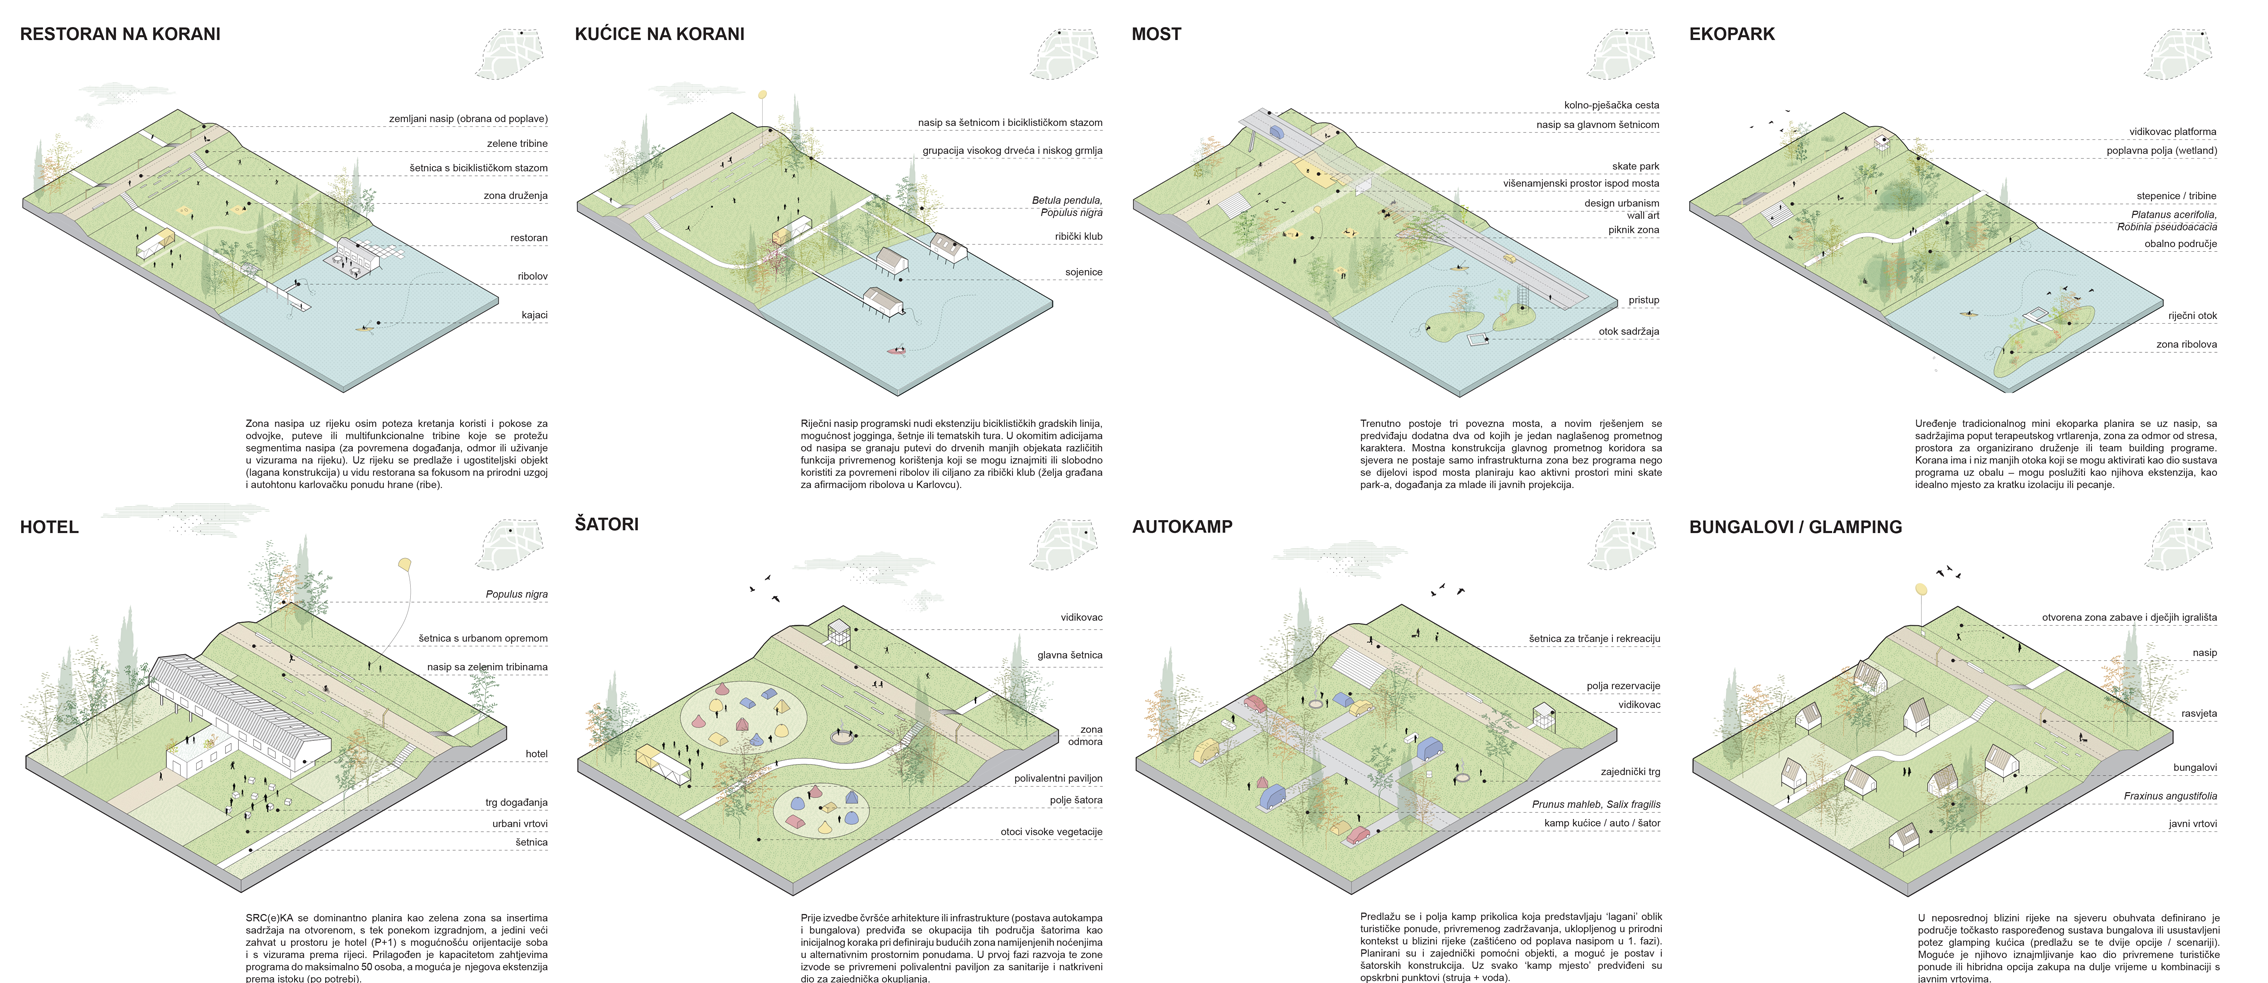 RESTORAN NA KORANI
zemljani nasip (obrana od poplave)
zelene tribine
šetnica s biciklističkom stazom
zona druženja
restoran
ribolov
kajaci
Zona nasipa uz rijeku osim poteza kretanja koristi i pokose za
odvojke, puteve ili multifunkcionalne tribine koje se protežu
segmentima nasipa (za povremena događanja, odmor ili uživanje
u vizurama na rijeku). Uz rijeku se predlaže i ugostiteljski objekt
(lagana konstrukcija) u vidu restorana sa fokusom na prirodni uzgoj
i autohtonu karlovačku ponudu hrane (ribe).
KUĆICE NA KORANI
nasip sa šetnicom i biciklističkom stazom
grupacija visokog drveća i niskog grmlja
Betula pendula,
Populus nigra
ribički klub
sojenice
Riječni nasip programski nudi ekstenziju biciklističkih gradskih linija,
mogućnost jogginga, šetnje ili tematskih tura. U okomitim adicijama
od nasipa se granaju putevi do drvenih manjih objekata različitih
funkcija privremenog korištenja koji se mogu iznajmiti ili slobodno
koristiti za povremeni ribolov ili ciljano za ribički klub (želja građana
za afirmacijom ribolova u Karlovcu).
MOST
kolno-pješačka cesta
nasip sa glavnom šetnicom
skate park
višenamjenski prostor ispod mosta
design urbanism
wall art
piknik zona
pristup
otok sadržaja
Trenutno postoje tri povezna mosta, a novim rješenjem se
predviđaju dodatna dva od kojih je jedan naglašenog prometnog
karaktera. Mostna konstrukcija glavnog prometnog koridora sa
sjevera ne postaje samo infrastrukturna zona bez programa nego
se dijelovi ispod mosta planiraju kao aktivni prostori mini skate
park-a, događanja za mlade ili javnih projekcija.
EKOPARK
vidikovac platforma
poplavna polja (wetland)
stepenice / tribine
Platanus acerifolia,
Robinia pseudoacacia
obalno područje
riječni otok
zona ribolova
Uređenje tradicionalnog mini ekoparka planira se uz nasip, sa
sadržajima poput terapeutskog vrtlarenja, zona za odmor od stresa,
prostora za organizirano druženje ili team building programe.
Korana ima i niz manjih otoka koji se mogu aktivirati kao dio sustava
programa uz obalu – mogu poslužiti kao njihova ekstenzija, kao
idealno mjesto za kratku izolaciju ili pecanje.
HOTEL
Populus nigra
šetnica s urbanom opremom
nasip sa zelenim tribinama
hotel
trg događanja
urbani vrtovi
šetnica
SRC(e)KA se dominantno planira kao zelena zona sa insertima
sadržaja na otvorenom, s tek ponekom izgradnjom, a jedini veći
zahvat u prostoru je hotel (P+1) s mogućnošću orijentacije soba
i s vizurama prema rijeci. Prilagođen je kapacitetom zahtjevima
programa do maksimalno 50 osoba, a moguća je njegova ekstenzija
prema istoku (po potrebi).
ŠATORI
vidikovac
glavna šetnica
zona
odmora
polivalentni paviljon
polje šatora
otoci visoke vegetacije
Prije izvedbe čvršće arhitekture ili infrastrukture (postava autokampa
i bungalova) predviđa se okupacija tih područja šatorima kao
inicijalnog koraka pri definiraju budućih zona namijenjenih noćenjima
u alternativnim prostornim ponudama. U prvoj fazi razvoja te zone
izvode se privremeni polivalentni paviljon za sanitarije i natkriveni
dio za zajednička okupljanja.
AUTOKAMP
šetnica za trčanje i rekreaciju
polja rezervacije
vidikovac
zajednički trg
Prunus mahleb, Salix fragilis
kamp kućice / auto / šator
Predlažu se i polja kamp prikolica koja predstavljaju ‘lagani’ oblik
turističke ponude, privremenog zadržavanja, uklopljenog u prirodni
kontekst u blizini rijeke (zaštićeno od poplava nasipom u 1. fazi).
Planirani su i zajednički pomoćni objekti, a moguć je postav i
šatorskih konstrukcija. Uz svako ‘kamp mjesto’ predviđeni su
opskrbni punktovi (struja + voda).
BUNGALOVI / GLAMPING
otvorena zona zabave i dječjih igrališta
nasip
rasvjeta
bungalovi
Fraxinus angustifolia
javni vrtovi
U neposrednoj blizini rijeke na sjeveru obuhvata definirano je
područje točkasto raspoređenog sustava bungalova ili usustavljeni
potez glamping kućica (predlažu se te dvije opcije / scenariji).
Moguće je njihovo iznajmljivanje kao dio privremene turističke
ponude ili hibridna opcija zakupa na dulje vrijeme u kombinaciji s
javnim vrtovima.